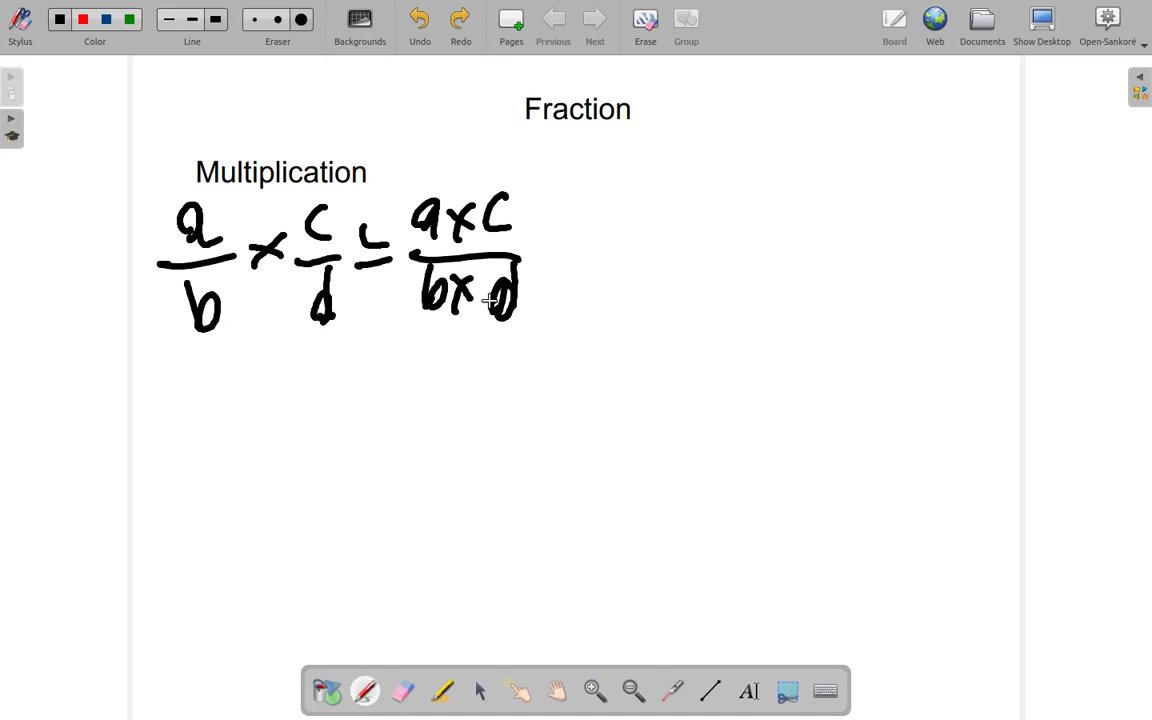 Stylus Color Line Eraser Backgrounds Undo Redo Pages Previous Next Erase Group Board Web Documents Show Desktop Open-Sankoré
Fraction
Multiplication
a/b × c/d = a×c/b×d